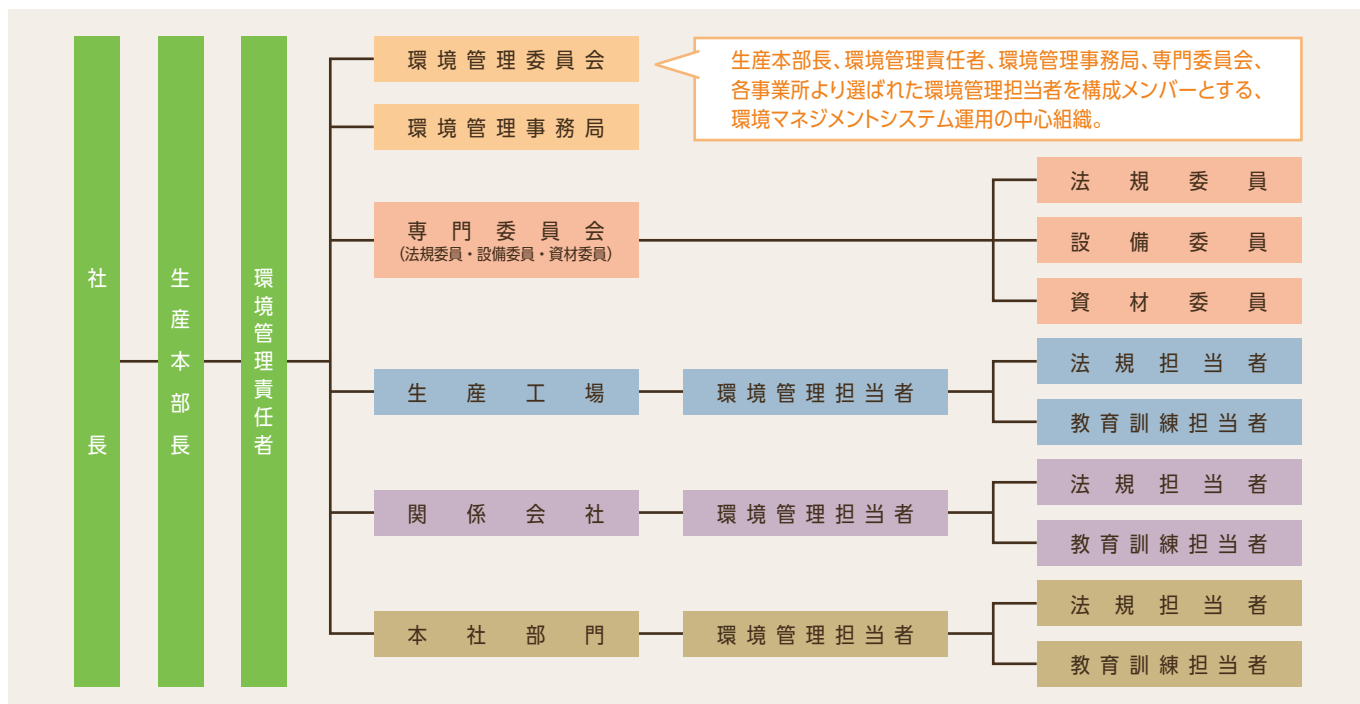 社長
生産本部長
環境管理責任者
環境管理委員会
生産本部長、環境管理責任者、環境管理事務局、専門委員会、
各事業所より選ばれた環境管理担当者を構成メンバーとする、
環境マネジメントシステム運用の中心組織。
環境管理事務局
専門委員会
(法規委員・設備委員・資材委員)
法規委員
設備委員
資材委員
生産工場
環境管理担当者
法規担当者
教育訓練担当者
関係会社
環境管理担当者
法規担当者
教育訓練担当者
本社部門
環境管理担当者
法規担当者
教育訓練担当者